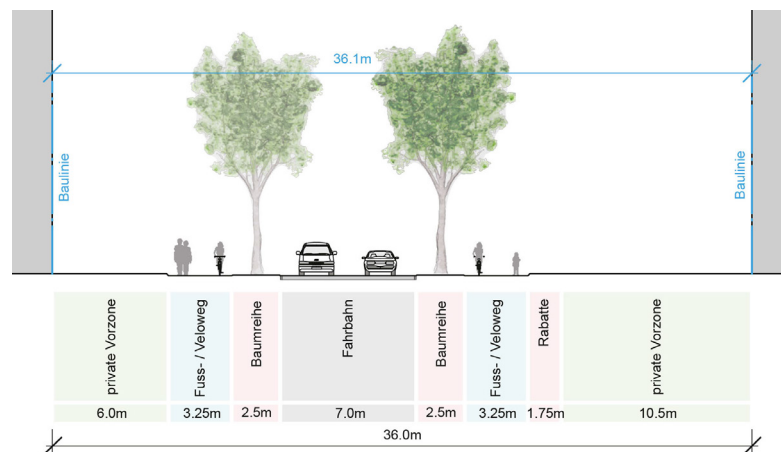 36.1m
Baulinie
Baulinie
private Vorzone
Fuss- / Veloweg
Baumreihe
Fahrbahn
Baumreihe
Fuss- / Veloweg
Rabatte
private Vorzone
6.0m
3.25m
2.5m
7.0m
2.5m
3.25m
1.75m
10.5m
36.0m